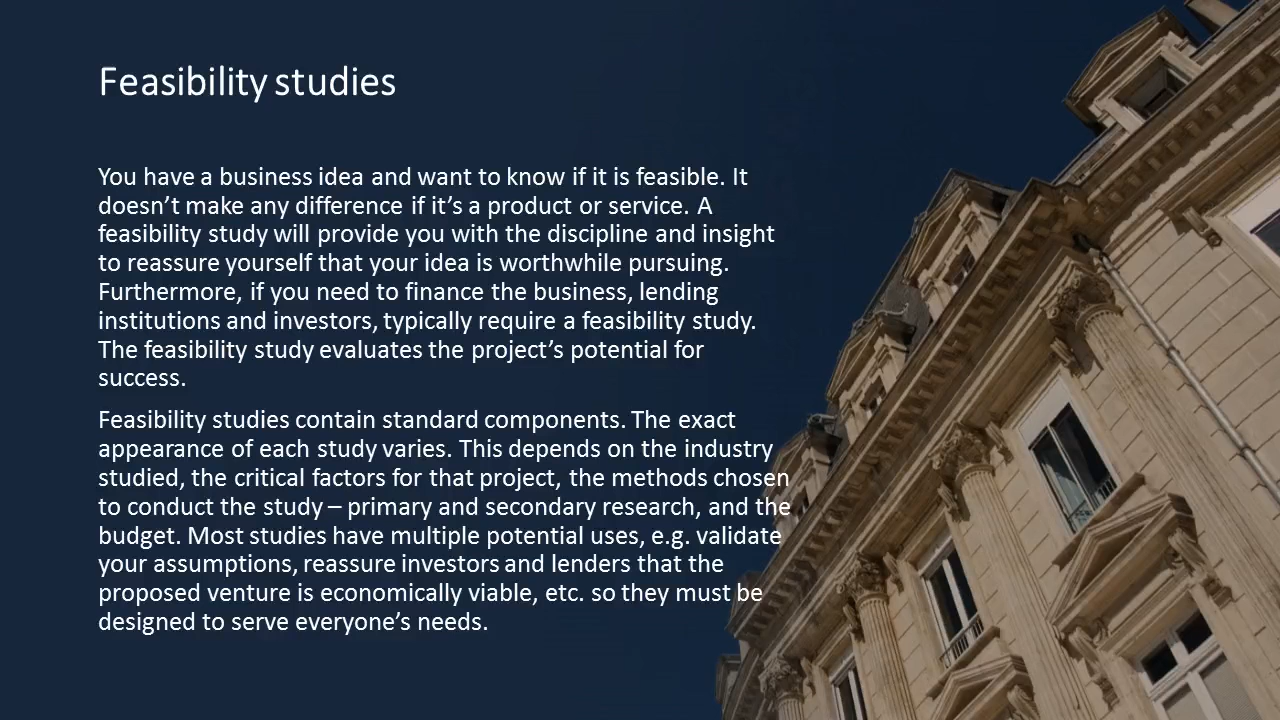 Feasibility studies
You have a business idea and want to know if it is feasible. It
doesn’t make any difference if it’s a product or service. A
feasibility study will provide you with the discipline and insight
to reassure yourself that your idea is worthwhile pursuing.
Furthermore, if you need to finance the business, lending
institutions and investors, typically require a feasibility study.
The feasibility study evaluates the project’s potential for
success.
Feasibility studies contain standard components. The exact
appearance of each study varies. This depends on the industry
studied, the critical factors for that project, the methods chosen
to conduct the study – primary and secondary research, and the
budget. Most studies have multiple potential uses, e.g. validate
your assumptions, reassure investors and lenders that the
proposed venture is economically viable, etc. so they must be
designed to serve everyone’s needs.